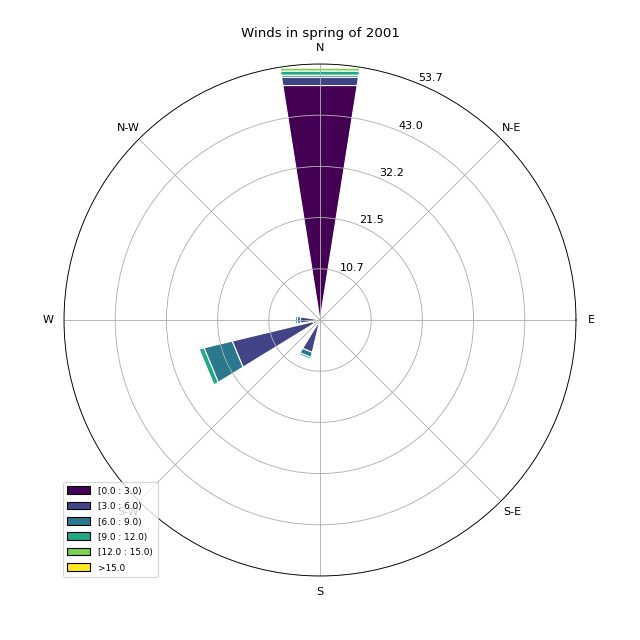 Winds in spring of 2001
N
53.7
N-W
43.0
N-E
32.2
21.5
10.7
W
E
[0.0 : 3.0)
[3.0 : 6.0)
S-W
S-E
[6.0 : 9.0)
[9.0 : 12.0)
[12.0 : 15.0)
>15.0
S